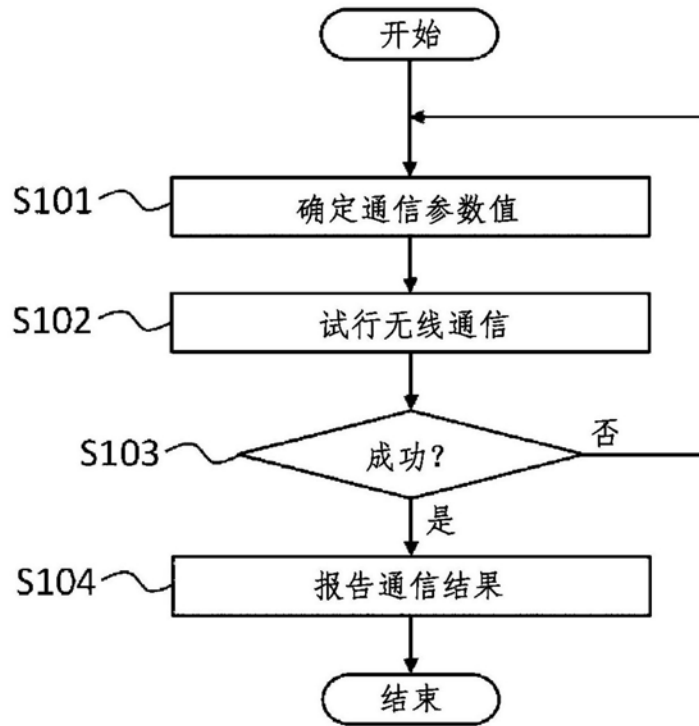 开始
S101
确定通信参数值
S102
试行无线通信
S103
成功?
否
是
S104
报告通信结果
结束